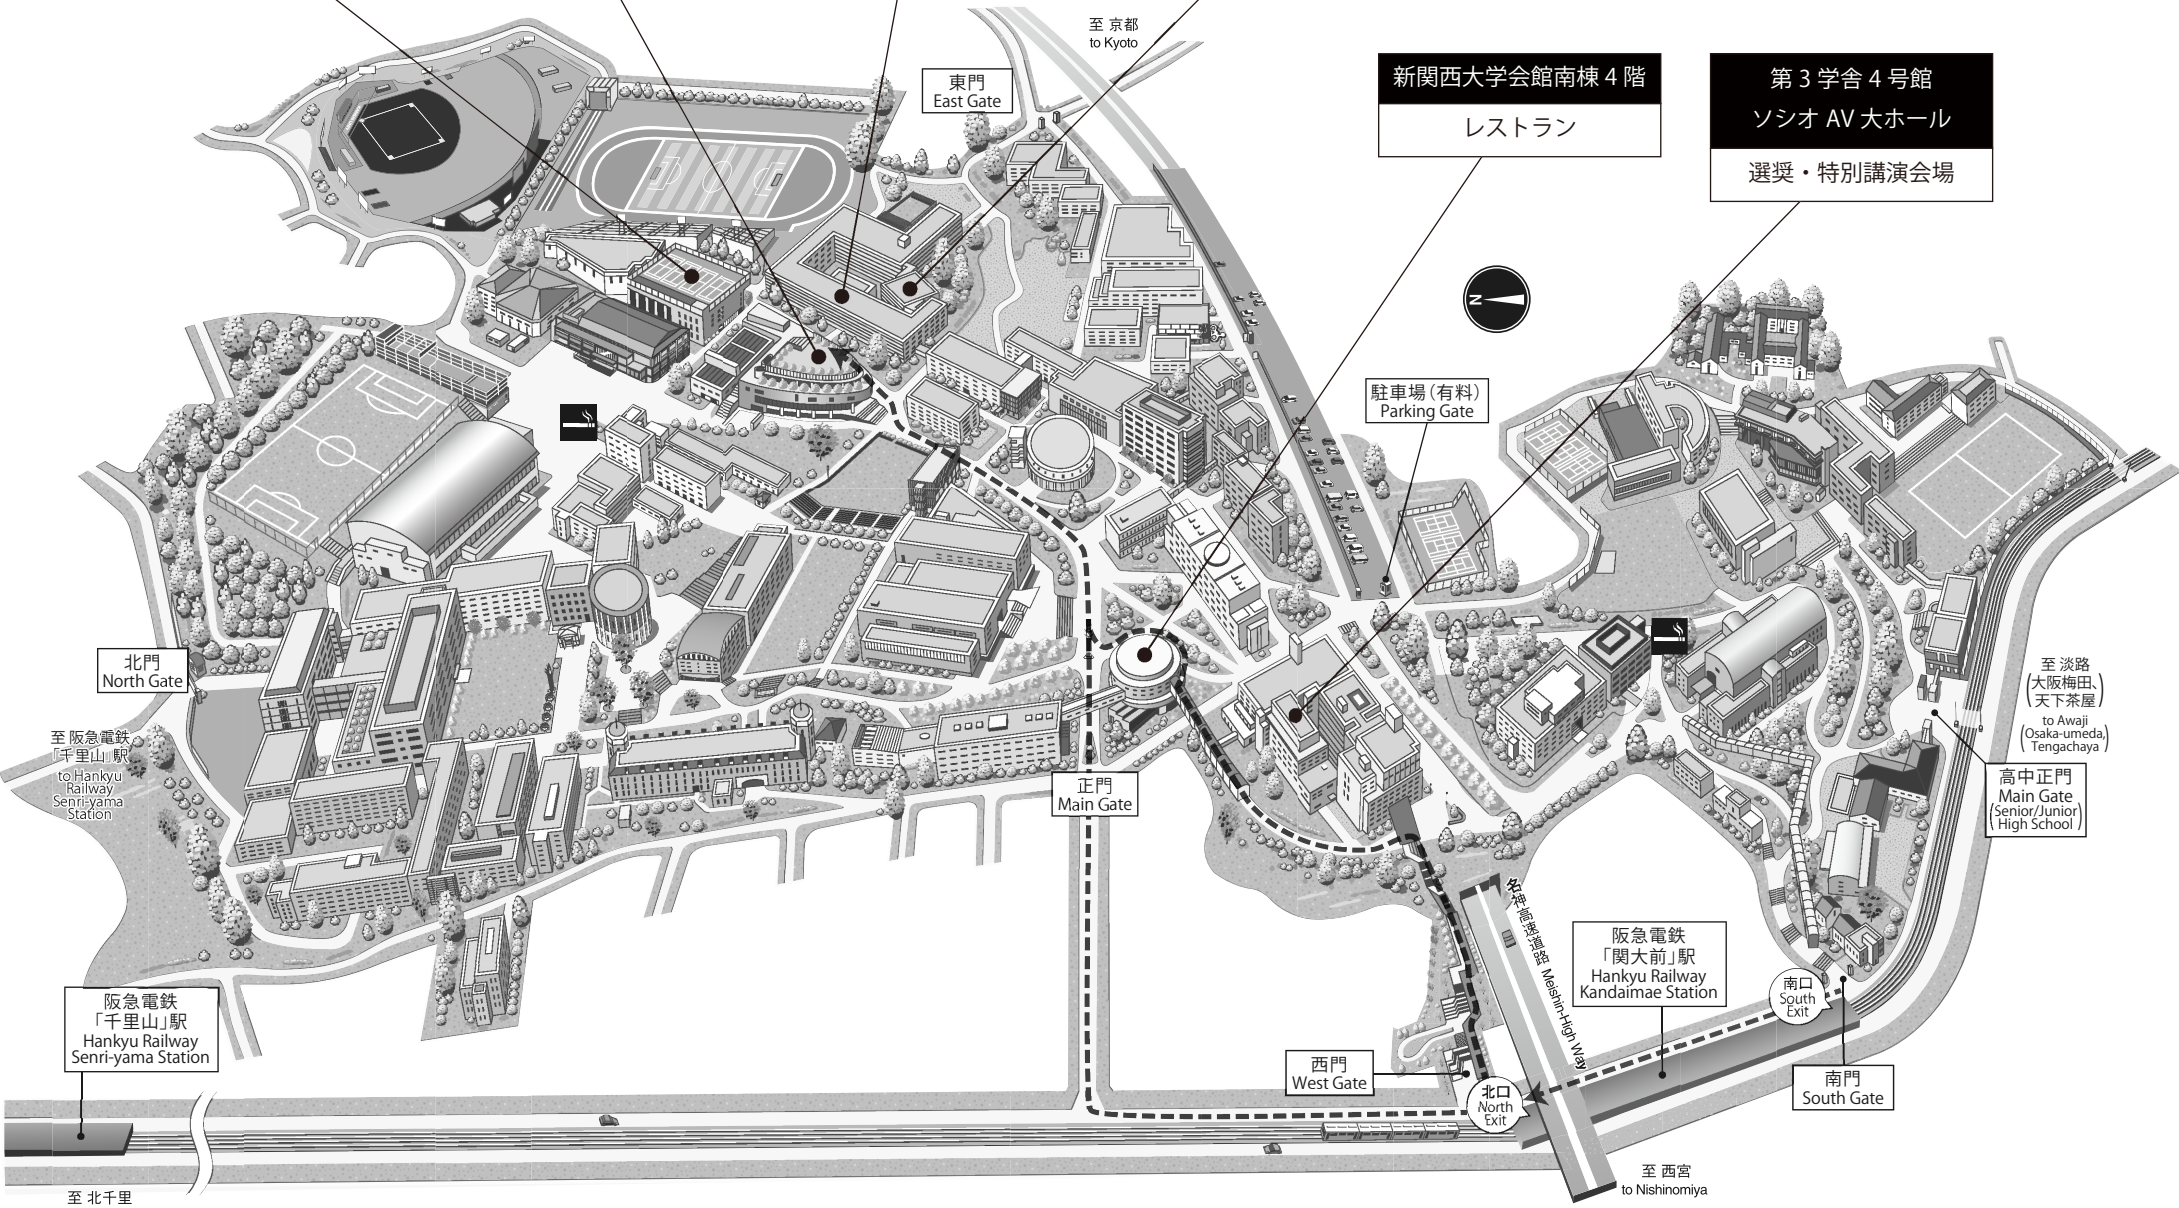 至 京都
to Kyoto
東門
East Gate
新関西大学会館南棟 4 階
レストラン
第 3 学舎 4 号館
ソシオ AV 大ホール
選奨・特別講演会場
N
駐車場（有料）
Parking Gate
北門
North Gate
至 阪急電鉄
「千里山」駅
to Hankyu
Railway
Senri-yama
Station
正門
Main Gate
至 淡路
(大阪梅田、
天下茶屋)
to Awaji
(Osaka-umeda,
Tengachaya)
高中正門
Main Gate
(Senior/Junior
High School)
名神高速道路 Meishin-High Way
阪急電鉄
「関大前」駅
Hankyu Railway
Kandaimae Station
南口
South
Exit
阪急電鉄
「千里山」駅
Hankyu Railway
Senri-yama Station
西門
West Gate
北口
North
Exit
南門
South Gate
至 北千里
至 西宮
to Nishinomiya